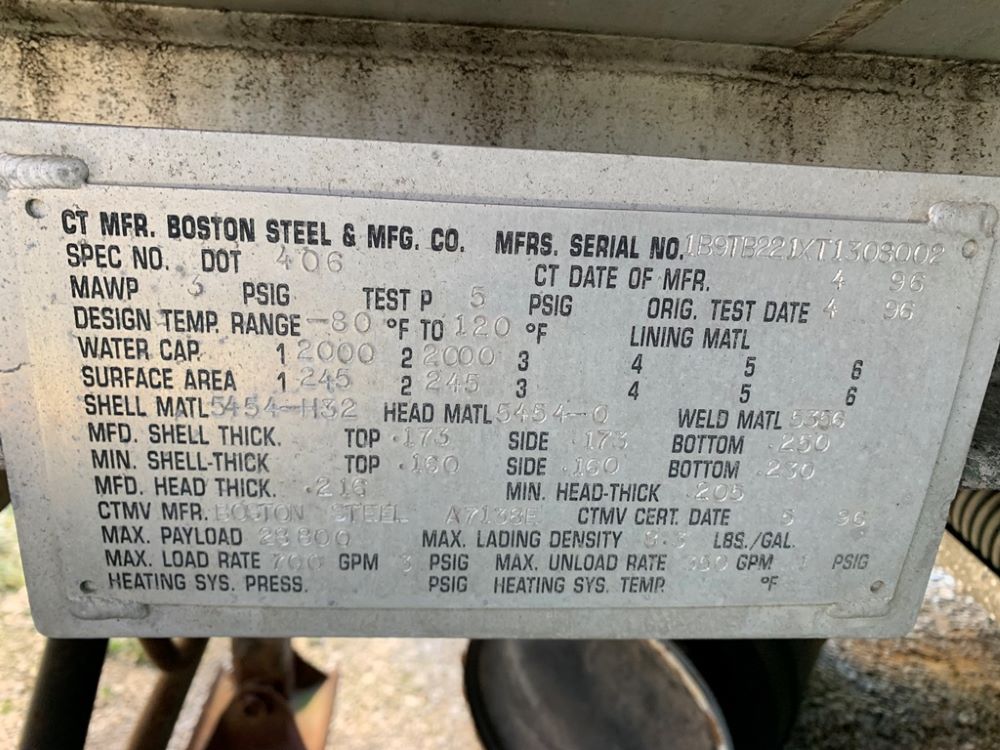 CT MFR. BOSTON STEEL & MFG. CO. MFRS. SERIAL NO. 1B9TB221XT1308002
SPEC NO. DOT 406 CT DATE OF MFR. 4 96
MAWP 3 PSIG TEST P 5 PSIG ORIG. TEST DATE 4 96
DESIGN TEMP. RANGE -80 °F TO 120 °F LINING MATL
WATER CAP. 1 2000 2 2000 3 4 5 6
SURFACE AREA 1 245 2 245 3 4 5 6
SHELL MATL 5454-H32 HEAD MATL 5454-0 WELD MATL 5356
MFD. SHELL THICK. TOP .173 SIDE .173 BOTTOM .250
MIN. SHELL-THICK TOP .160 SIDE .160 BOTTOM .230
MFD. HEAD THICK. .216 MIN. HEAD-THICK .205
CTMV MFR. BOSTON STEEL A7138E CTMV CERT. DATE 5 96
MAX. PAYLOAD 28800 MAX. LADING DENSITY LBS./GAL.
MAX. LOAD RATE 700 GPM 3 PSIG MAX. UNLOAD RATE 350 GPM 1 PSIG
HEATING SYS. PRESS. PSIG HEATING SYS. TEMP. °F